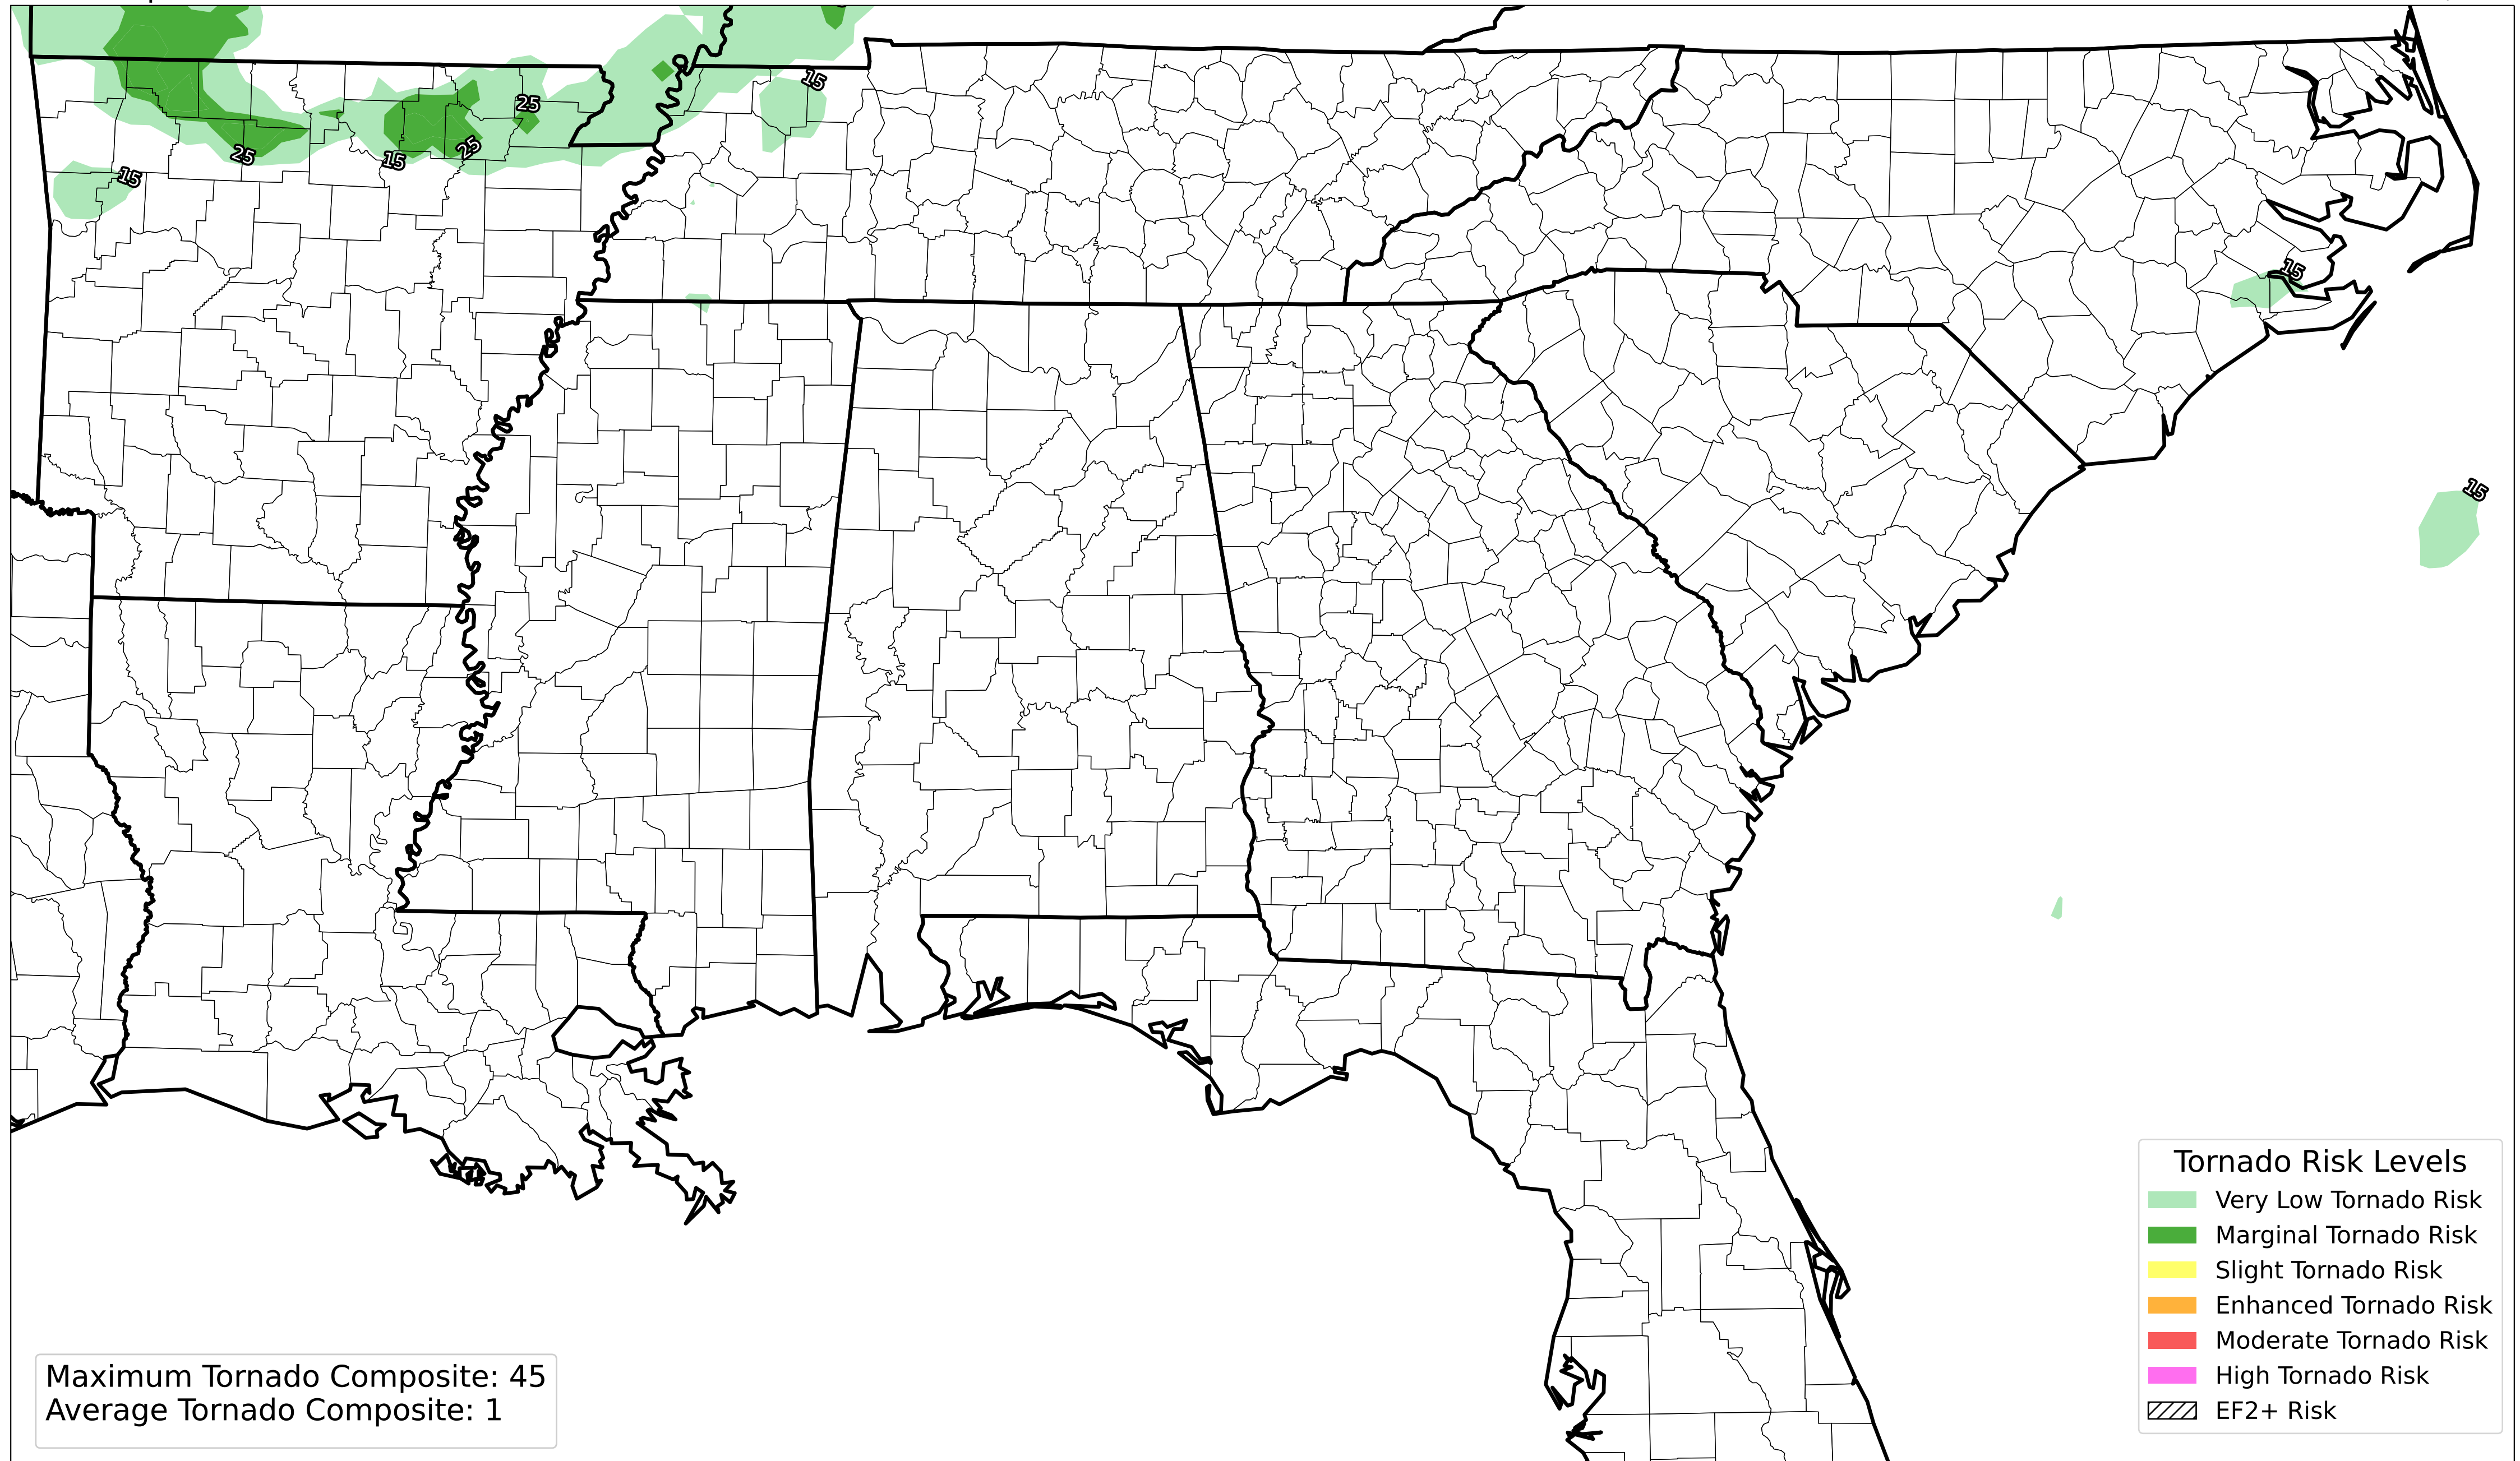 15
25
25
15
25
15
15
15
Tornado Risk Levels
Very Low Tornado Risk
Marginal Tornado Risk
Slight Tornado Risk
Enhanced Tornado Risk
Moderate Tornado Risk
High Tornado Risk
EF2+ Risk
Maximum Tornado Composite: 45
Average Tornado Composite: 1